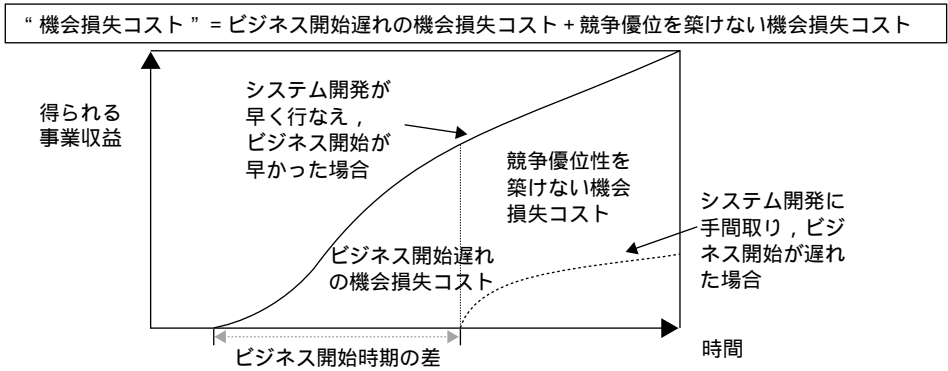 “機会損失コスト”=ビジネス開始遅れの機会損失コスト+競争優位を築けない機会損失コスト
得られる
事業収益
システム開発が
早く行なえ，
ビジネス開始が
早かった場合
競争優位性を
築けない機会
損失コスト
システム開発に
手間取り，ビジ
ネス開始が遅れ
た場合
ビジネス開始遅れ
の機会損失コスト
ビジネス開始時期の差
時間